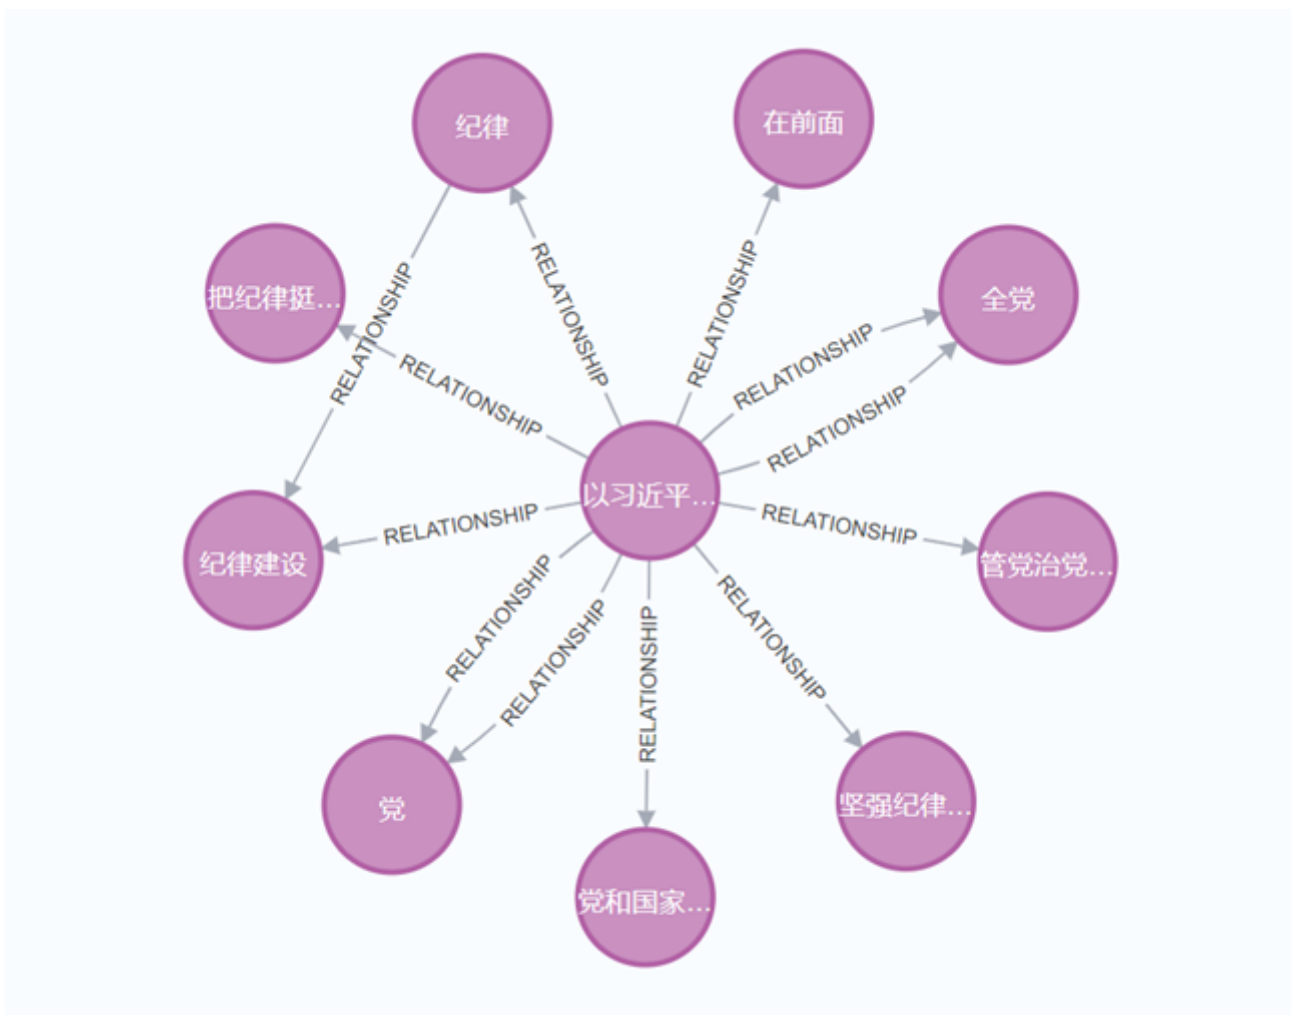 纪律
在前面
把纪律挺...
全党
RELATIONSHIP
RELATIONSHIP
RELATIONSHIP
RELATIONSHIP
RELATIONSHIP
RELATIONSHIP
以习近平...
纪律建设
RELATIONSHIP
RELATIONSHIP
管党治党...
RELATIONSHIP
RELATIONSHIP
RELATIONSHIP
RELATIONSHIP
党
坚强纪律...
党和国家...